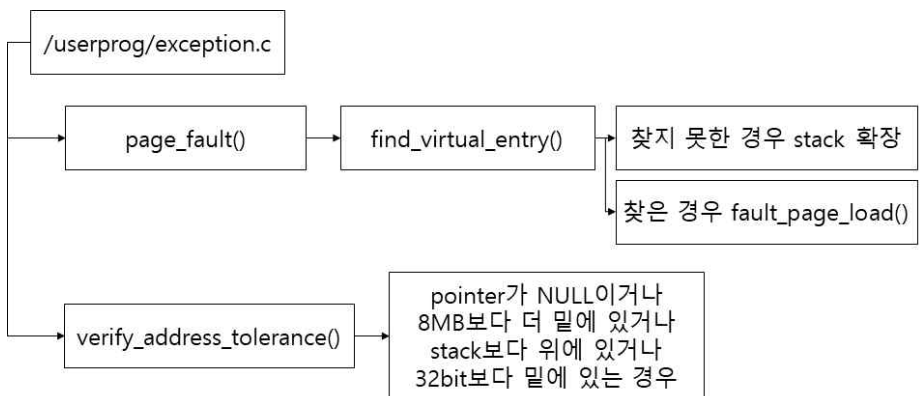 /userprog/exception.c
page_fault()
find_virtual_entry()
찾지 못한 경우 stack 확장
찾은 경우 fault_page_load()
verify_address_tolerance()
pointer가 NULL이거나
8MB보다 더 밑에 있거나
stack보다 위에 있거나
32bit보다 밑에 있는 경우